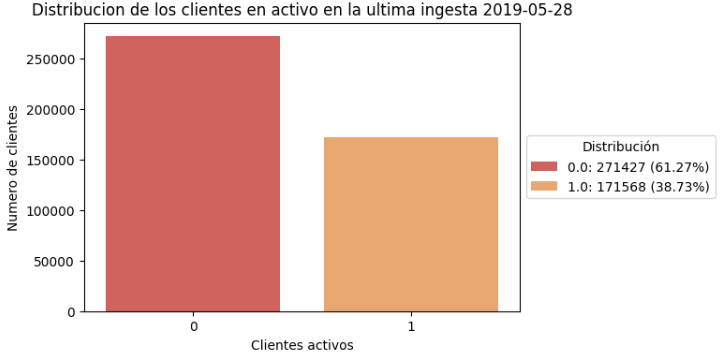 Distribucion de los clientes en activo en la ultima ingesta 2019-05-28
Numero de clientes
250000
200000
150000
100000
50000
0
0
1
Clientes activos
Distribución
0.0: 271427 (61.27%)
1.0: 171568 (38.73%)